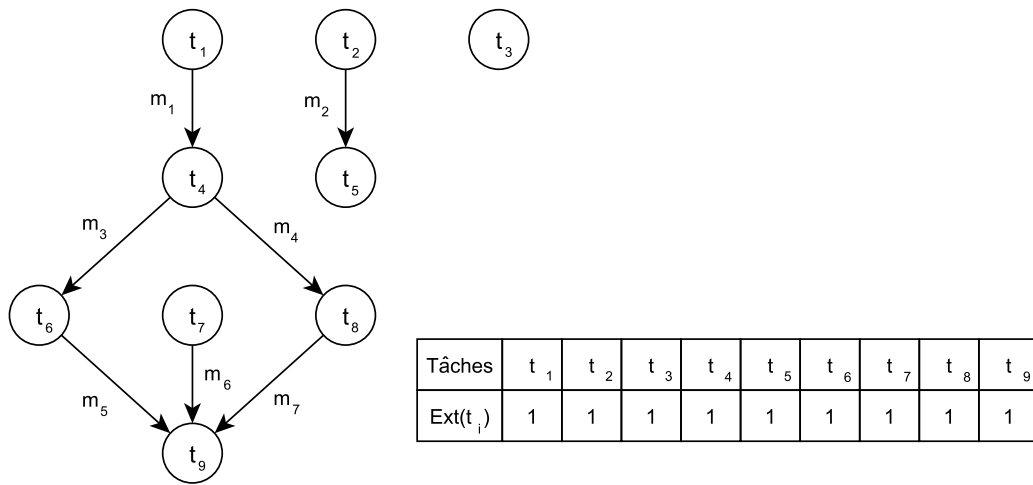 t1 t2 t3
m1 m2
t4 t5
m3 m4
t6 t7 t8
m5 m6 m7
t9
Tâches t1 t2 t3 t4 t5 t6 t7 t8 t9
Ext(ti) 1 1 1 1 1 1 1 1 1